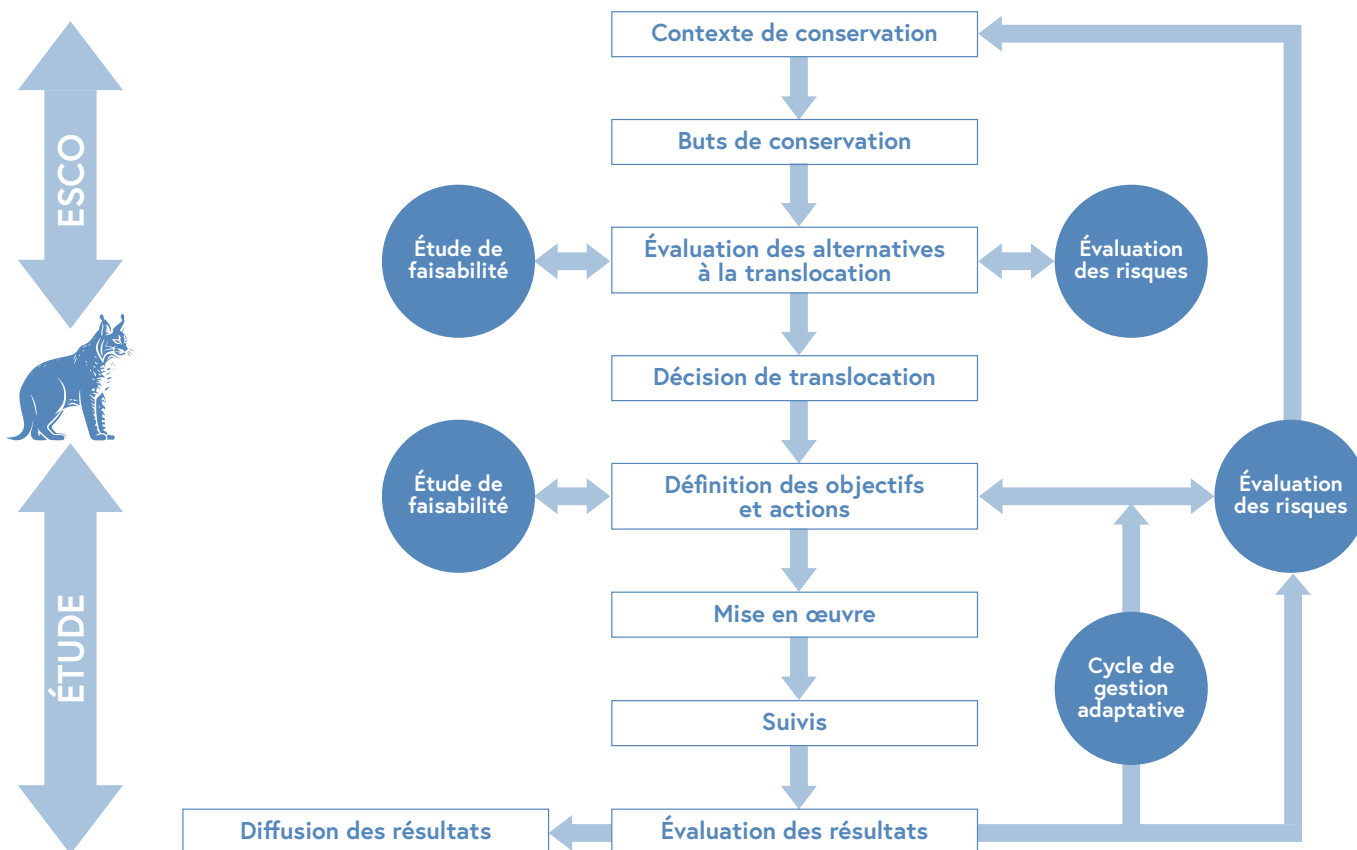 Contexte de conservation
Buts de conservation
ESCO
Étude de
faisabilité
Évaluation des alternatives
à la translocation
Évaluation
des risques
Décision de translocation
Étude de
faisabilité
Définition des objectifs
et actions
Évaluation
des risques
ÉTUDE
Mise en œuvre
Cycle de
gestion
adaptative
Suivis
Diffusion des résultats
Évaluation des résultats